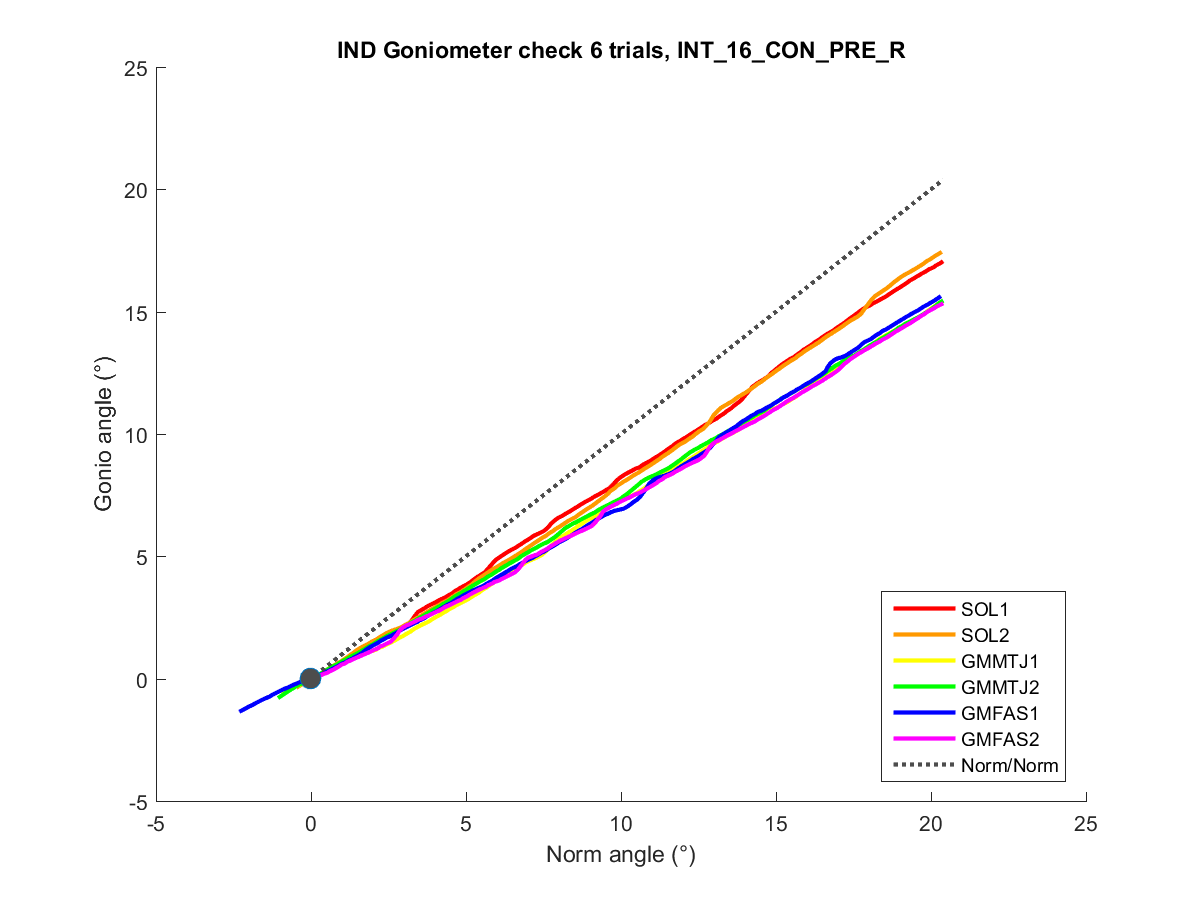 IND Goniometer check 6 trials, INT_16_CON_PRE_R
25
20
15
10
5
0
-5
Gonio angle (°)
-5 0 5 10 15 20 25
Norm angle (°)
SOL1
SOL2
GMMTJ1
GMMTJ2
GMFAS1
GMFAS2
Norm/Norm